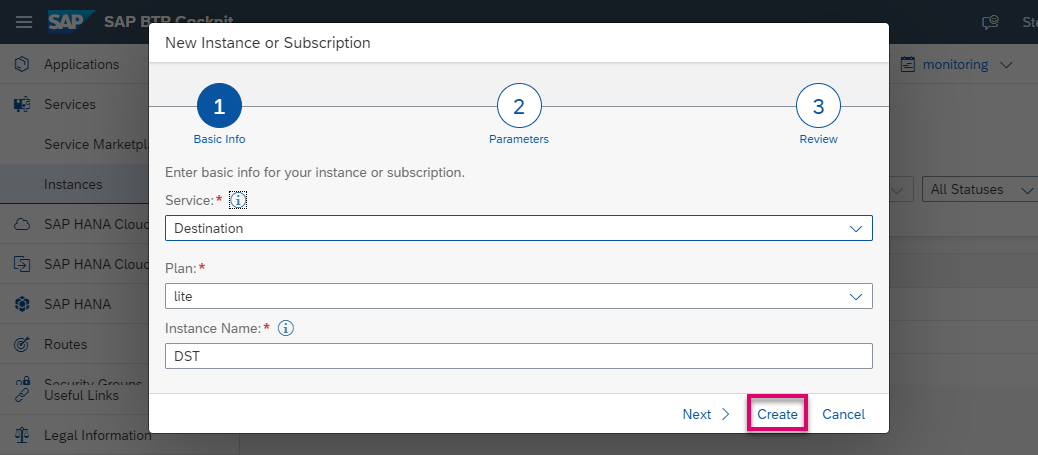 SAP SAP BTP Cockpit
New Instance or Subscription
Applications
monitoring
1
2
3
Services
Basic Info
Parameters
Review
Service Marketpl
Enter basic info for your instance or subscription.
Instances
All Statuses
Service:*
SAP HANA Cloud
Destination
SAP HANA Cloud
Plan:*
SAP HANA
lite
Instance Name:*
Routes
DST
Security Groups
Useful Links
Next
Create
Cancel
Legal Information